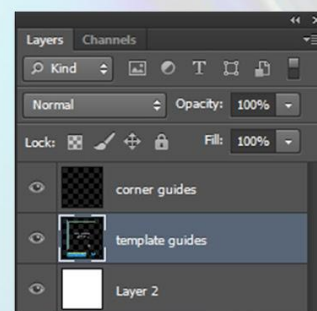 Layers Channels
Kind T
Normal Opacity: 100%
Lock: Fill: 100%
corner guides
template guides
Layer 2